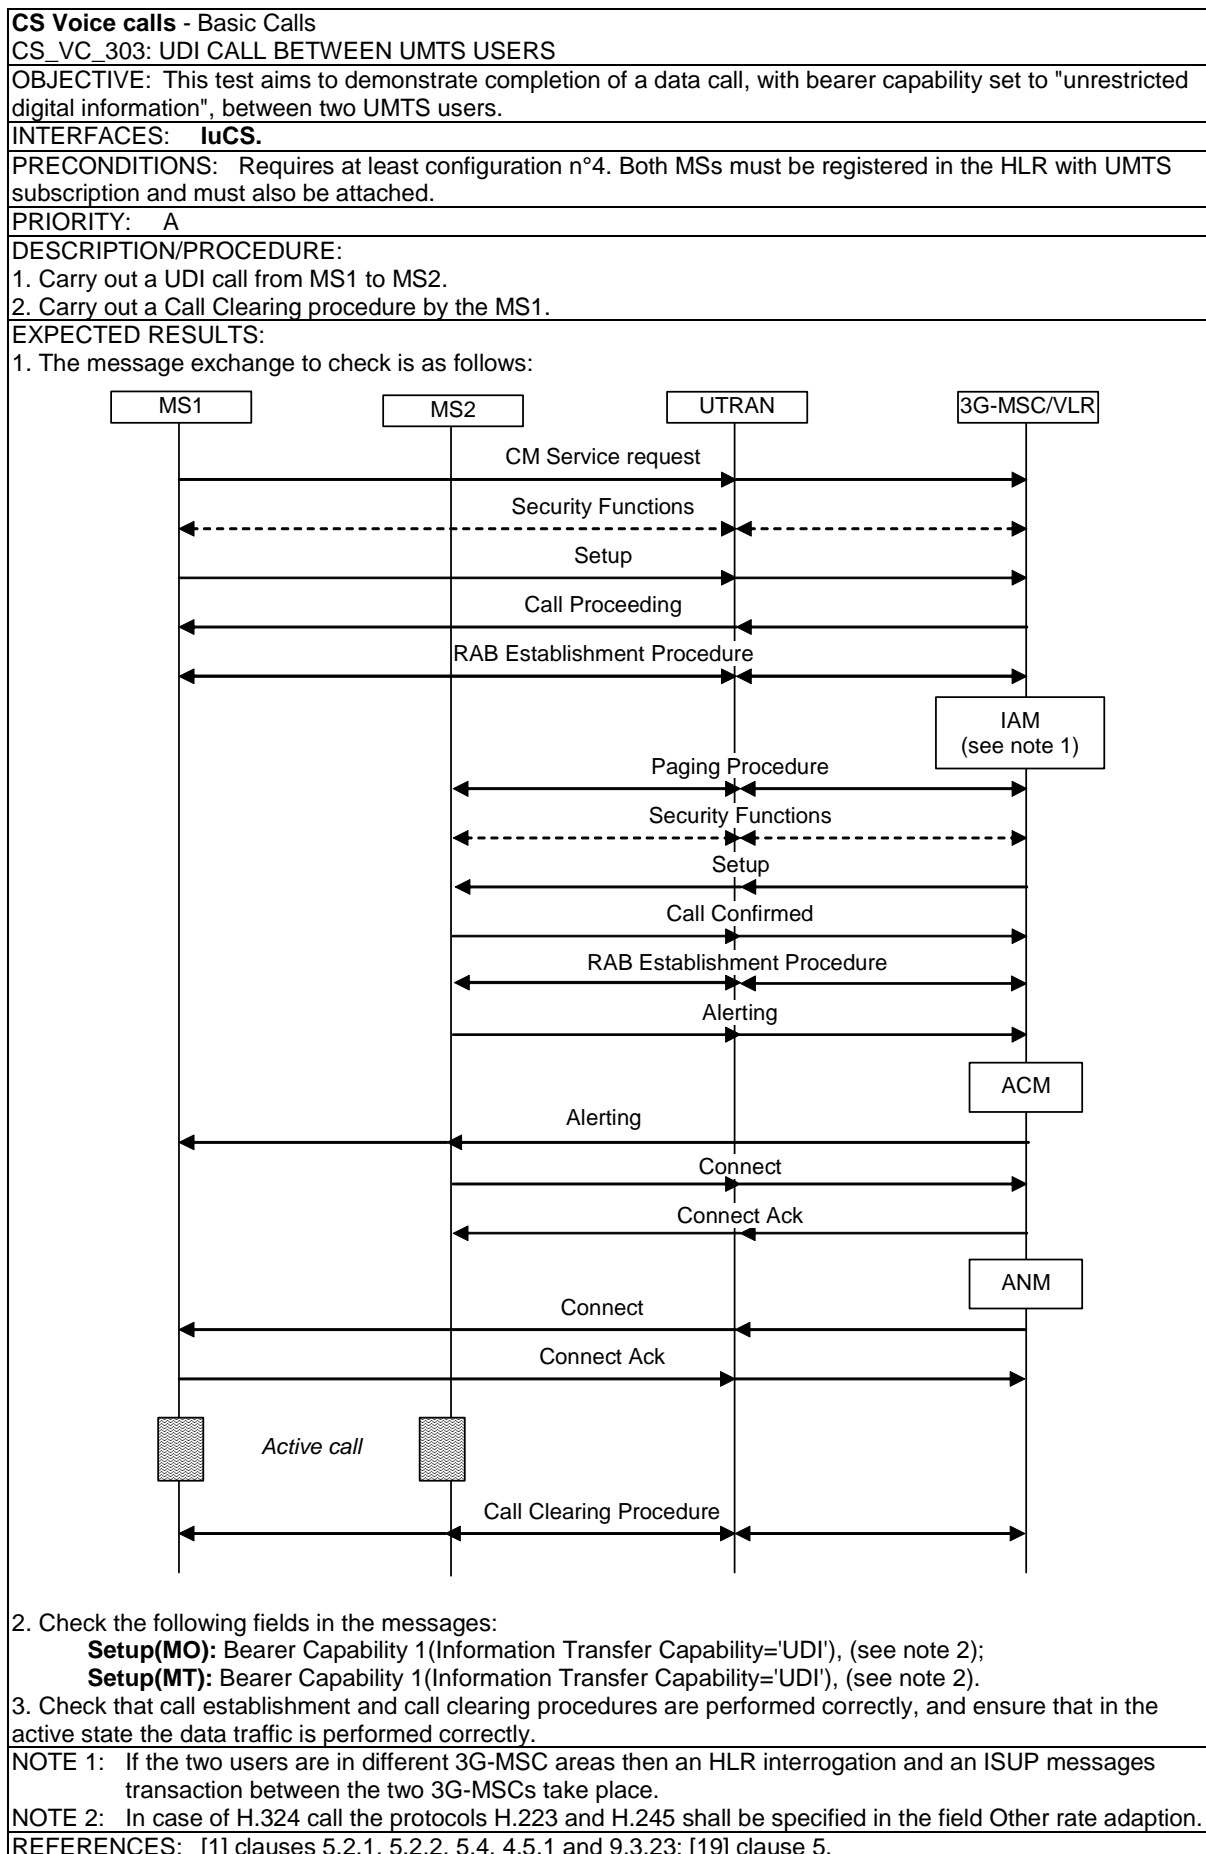 CS Voice calls - Basic Calls
CS_VC_303: UDI CALL BETWEEN UMTS USERS
OBJECTIVE: This test aims to demonstrate completion of a data call, with bearer capability set to "unrestricted
digital information", between two UMTS users.
INTERFACES: IuCS.
PRECONDITIONS: Requires at least configuration n°4. Both MSs must be registered in the HLR with UMTS
subscription and must also be attached.
PRIORITY: A
DESCRIPTION/PROCEDURE:
1. Carry out a UDI call from MS1 to MS2.
2. Carry out a Call Clearing procedure by the MS1.
EXPECTED RESULTS:
1. The message exchange to check is as follows:
MS1 MS2 UTRAN 3G-MSC/VLR
CM Service request
Security Functions
Setup
Call Proceeding
RAB Establishment Procedure
IAM
(see note 1)
Paging Procedure
Security Functions
Setup
Call Confirmed
RAB Establishment Procedure
Alerting
ACM
Alerting
Connect
Connect Ack
ANM
Connect
Connect Ack
Active call
Call Clearing Procedure
2. Check the following fields in the messages:
Setup(MO): Bearer Capability 1(Information Transfer Capability='UDI'), (see note 2);
Setup(MT): Bearer Capability 1(Information Transfer Capability='UDI'), (see note 2).
3. Check that call establishment and call clearing procedures are performed correctly, and ensure that in the
active state the data traffic is performed correctly.
NOTE 1: If the two users are in different 3G-MSC areas then an HLR interrogation and an ISUP messages
transaction between the two 3G-MSCs take place.
NOTE 2: In case of H.324 call the protocols H.223 and H.245 shall be specified in the field Other rate adaption.
REFERENCES: [1] clauses 5.2.1, 5.2.2, 5.4, 4.5.1 and 9.3.23; [19] clause 5.